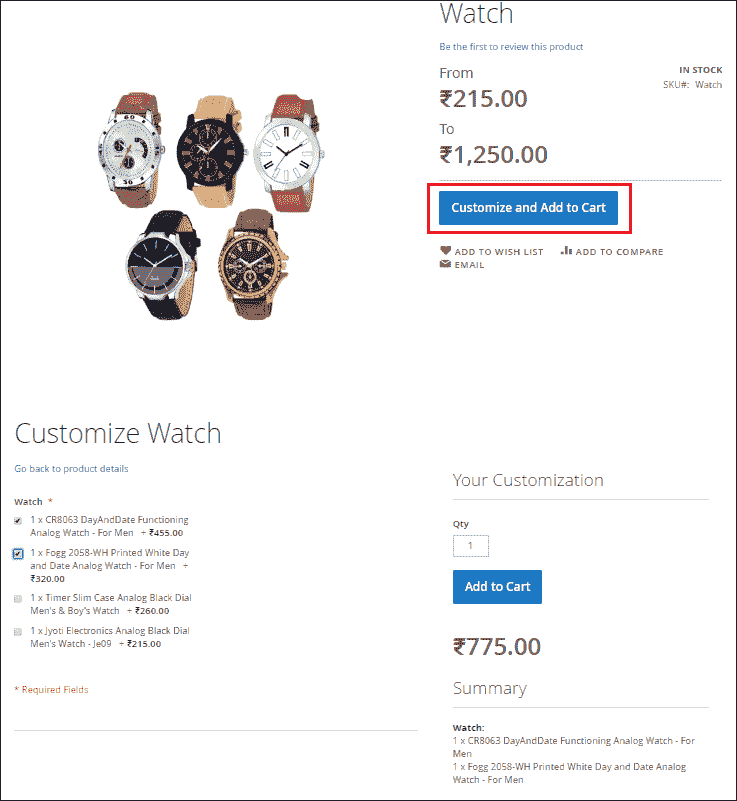 Watch
Be the first to review this product
From
₹215.00
IN STOCK
SKU#: Watch
To
₹1,250.00
Customize and Add to Cart
ADD TO WISH LIST
ADD TO COMPARE
EMAIL
Customize Watch
Go back to product details
Watch *
1 x CR8063 DayAndDate Functioning
Analog Watch - For Men + ₹455.00
1 x Fogg 2058-WH Printed White Day
and Date Analog Watch - For Men +
₹320.00
1 x Timer Slim Case Analog Black Dial
Men's & Boy's Watch + ₹260.00
1 x Jyoti Electronics Analog Black Dial
Men's Watch - Je09 + ₹215.00
* Required Fields
Your Customization
Qty
1
Add to Cart
₹775.00
Summary
Watch:
1 x CR8063 DayAndDate Functioning Analog Watch - For
Men
1 x Fogg 2058-WH Printed White Day and Date Analog
Watch - For Men